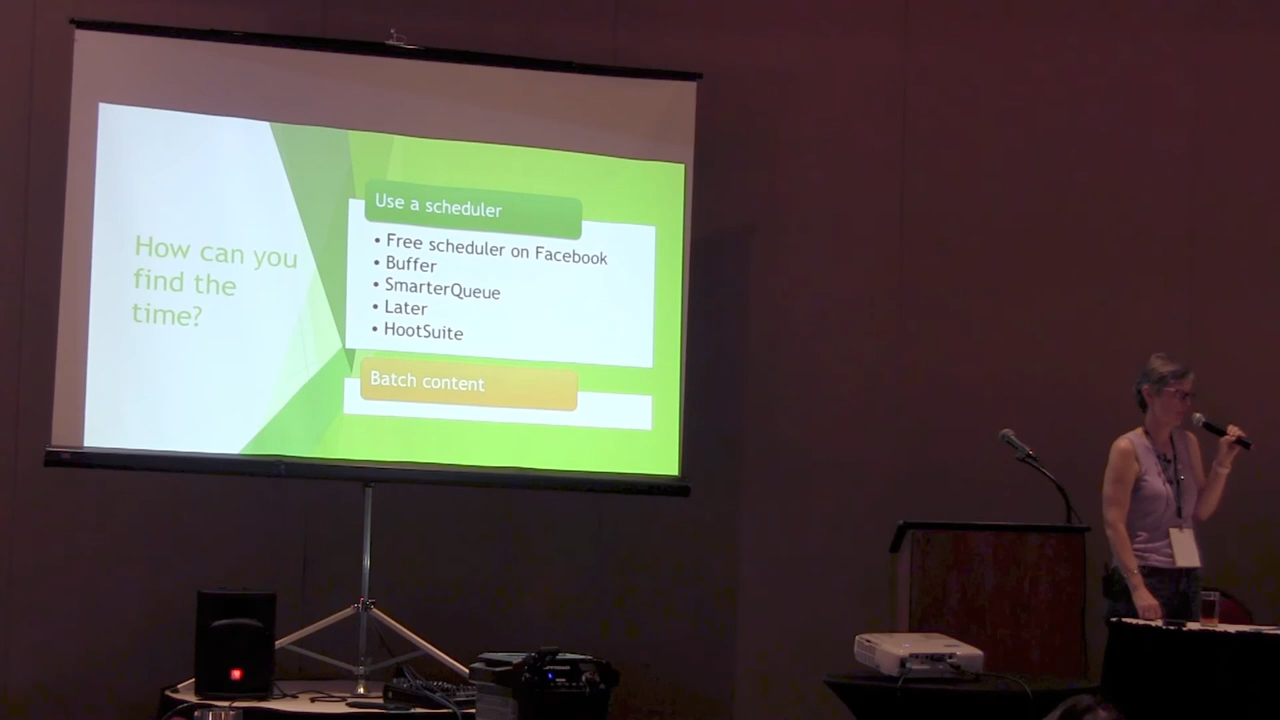 How can you
find the
time?
Use a scheduler
• Free scheduler on Facebook
• Buffer
• SmarterQueue
• Later
• HootSuite
Batch content